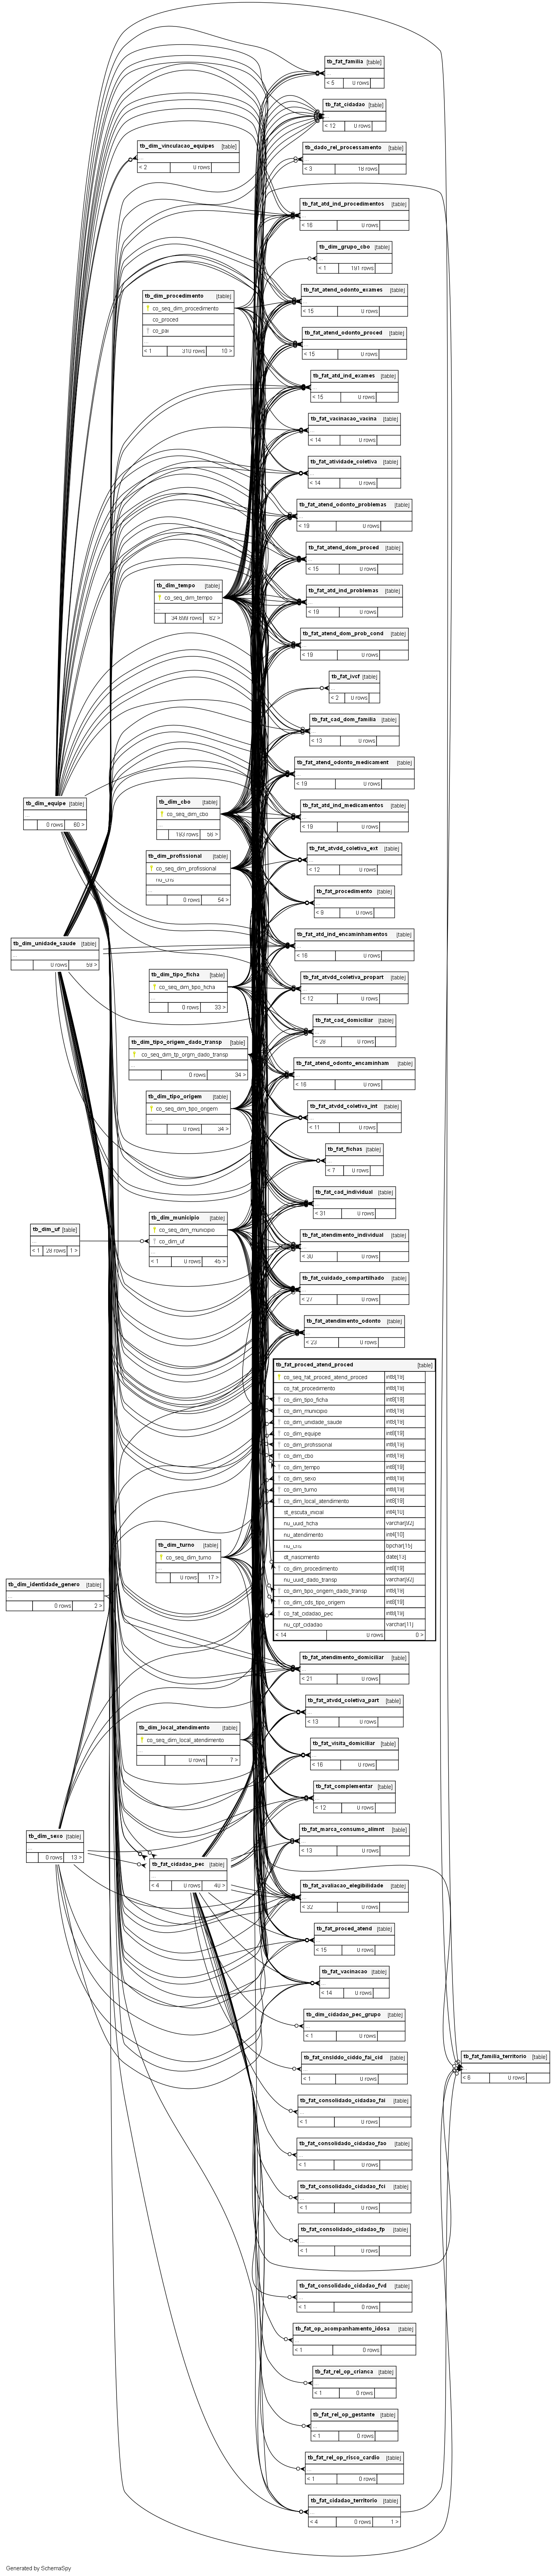 tb_fat_familia [table]
...
< 5 0 rows
tb_fat_cidadao [table]
...
< 12 0 rows
tb_dim_vinculacao_equipes [table]
...
< 2 0 rows
tb_dado_rel_processamento [table]
...
< 3 18 rows
tb_fat_atd_ind_procedimentos [table]
...
< 16 0 rows
tb_dim_grupo_cbo [table]
...
< 1 191 rows
tb_fat_atend_odonto_exames [table]
...
< 15 0 rows
tb_dim_procedimento [table]
co_seq_dim_procedimento
co_proced
co_pai
...
< 1 310 rows 10 >
tb_fat_atend_odonto_proced [table]
...
< 15 0 rows
tb_fat_atd_ind_exames [table]
...
< 15 0 rows
tb_fat_vacinacao_vacina [table]
...
< 14 0 rows
tb_fat_atividade_coletiva [table]
...
< 14 0 rows
tb_fat_atend_odonto_problemas [table]
...
< 19 0 rows
tb_fat_atend_dom_proced [table]
...
< 15 0 rows
tb_dim_tempo [table]
co_seq_dim_tempo
...
62 >
tb_fat_atd_ind_problemas [table]
...
< 19 0 rows
tb_fat_atend_dom_prob_cond [table]
...
< 19 0 rows
tb_fat_ivcf [table]
...
< 2 0 rows
tb_fat_cad_dom_familia [table]
...
< 13 0 rows
tb_fat_atend_odonto_medicament [table]
...
< 19 0 rows
tb_dim_equipe [table]
...
0 rows 60 >
tb_dim_cbo [table]
co_seq_dim_cbo
...
58 >
tb_fat_atd_ind_medicamentos [table]
...
< 19 0 rows
tb_fat_atvdd_coletiva_ext [table]
...
< 12 0 rows
tb_dim_profissional [table]
co_seq_dim_profissional
nu_cns
...
0 rows 54 >
tb_fat_procedimento [table]
...
< 9 0 rows
tb_dim_unidade_saude [table]
...
0 rows 59 >
tb_fat_atd_ind_encaminhamentos [table]
...
< 16 0 rows
tb_dim_tipo_ficha [table]
co_seq_dim_tipo_ficha
...
0 rows 33 >
tb_fat_atvdd_coletiva_propart [table]
...
< 12 0 rows
tb_fat_cad_domiciliar [table]
...
< 28 0 rows
tb_dim_tipo_origem_dado_transp [table]
co_seq_dim_tp_orgm_dado_transp
...
0 rows 34 >
tb_fat_atend_odonto_encaminham [table]
...
< 16 0 rows
tb_dim_tipo_origem [table]
co_seq_dim_tipo_origem
...
0 rows 34 >
tb_fat_atvdd_coletiva_int [table]
...
< 11 0 rows
tb_fat_fichas [table]
...
< 7 0 rows
tb_fat_cad_individual [table]
...
< 31 0 rows
tb_dim_uf [table]
...
< 1 28 rows 1 >
tb_dim_municipio [table]
co_seq_dim_municipio
co_dim_uf
...
< 1 0 rows 45 >
tb_fat_atendimento_individual [table]
...
< 30 0 rows
tb_fat_cuidado_compartilhado [table]
...
< 27 0 rows
tb_fat_atendimento_odonto [table]
...
< 23 0 rows
tb_fat_proced_atend_proced [table]
co_seq_fat_proced_atend_proced int8[19]
co_fat_procedimento int8[19]
co_dim_tipo_ficha int8[19]
co_dim_municipio int8[19]
co_dim_unidade_saude int8[19]
co_dim_equipe int8[19]
co_dim_profissional int8[19]
co_dim_cbo int8[19]
co_dim_tempo int8[19]
co_dim_sexo int8[19]
co_dim_turno int8[19]
co_dim_local_atendimento int8[19]
st_escuta_inicial int4[10]
nu_uuid_ficha varchar[92]
nu_atendimento int4[10]
nu_cns bpchar[15]
dt_nascimento date[13]
co_dim_procedimento int8[19]
nu_uuid_dado_transp varchar[92]
co_dim_tipo_origem_dado_transp int8[19]
co_dim_cds_tipo_origem int8[19]
co_fat_cidadao_pec int8[19]
nu_cpf_cidadao varchar[11]
< 14 0 rows 0 >
tb_dim_turno [table]
co_seq_dim_turno
...
0 rows 17 >
tb_dim_identidade_genero [table]
...
0 rows 2 >
tb_fat_atendimento_domiciliar [table]
...
< 21 0 rows
tb_fat_atvdd_coletiva_part [table]
...
< 13 0 rows
tb_dim_local_atendimento [table]
co_seq_dim_local_atendimento
...
0 rows 7 >
tb_fat_visita_domiciliar [table]
...
< 16 0 rows
tb_fat_complementar [table]
...
< 12 0 rows
tb_dim_sexo [table]
...
0 rows 13 >
tb_fat_marca_consumo_alimnt [table]
...
< 13 0 rows
tb_fat_cidadao_pec [table]
...
< 4 0 rows 40 >
tb_fat_avaliacao_elegibilidade [table]
...
< 32 0 rows
tb_fat_proced_atend [table]
...
< 15 0 rows
tb_fat_vacinacao [table]
...
< 14 0 rows
tb_dim_cidadao_pec_grupo [table]
...
< 1 0 rows
tb_fat_cnslddo_ciddo_fai_cid [table]
...
< 1 0 rows
tb_fat_familia_territorio [table]
...
< 6 0 rows
tb_fat_consolidado_cidadao_fai [table]
...
< 1 0 rows
tb_fat_consolidado_cidadao_fao [table]
...
< 1 0 rows
tb_fat_consolidado_cidadao_fci [table]
...
< 1 0 rows
tb_fat_consolidado_cidadao_fp [table]
...
< 1 0 rows
tb_fat_consolidado_cidadao_fvd [table]
...
< 1 0 rows
tb_fat_op_acompanhamento_idosa [table]
...
< 1 0 rows
tb_fat_rel_op_crianca [table]
...
< 1 0 rows
tb_fat_rel_op_gestante [table]
...
< 1 0 rows
tb_fat_rel_op_risco_cardio [table]
...
< 1 0 rows
tb_fat_cidadao_territorio [table]
...
< 4 0 rows 1 >
Generated by SchemaSpy